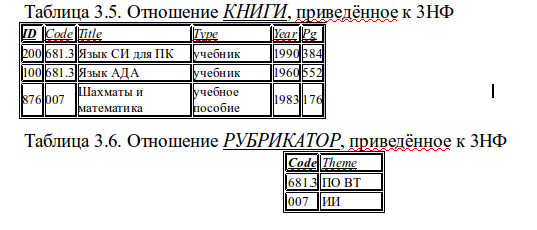 Таблица 3.5. Отношение КНИГИ, приведённое к 3НФ
ID Code Title Type Year Pg
200 681.3 Язык СИ для ПК учебник 1990 384
100 681.3 Язык АДА учебник 1960 552
876 007 Шахматы и математика учебное пособие 1983 176
Таблица 3.6. Отношение РУБРИКАТОР, приведённое к 3НФ
Code Theme
681.3 ПО ВТ
007 ИИ